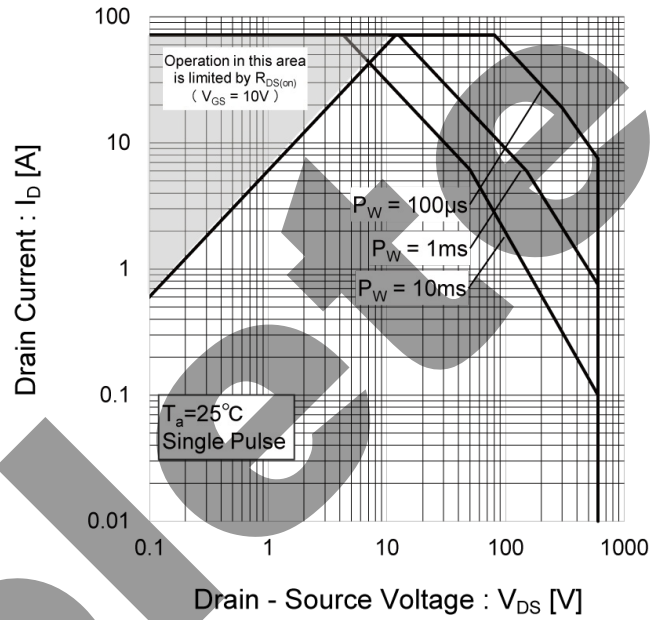 100
Operation in this area
is limited by RDS(on)
( VGS = 10V )
10
PW = 100µs
PW = 1ms
1
PW = 10ms
0.1
Ta=25°C
Single Pulse
0.01
0.1 1 10 100 1000
Drain Current : ID [A]
Drain - Source Voltage : VDS [V]
lete